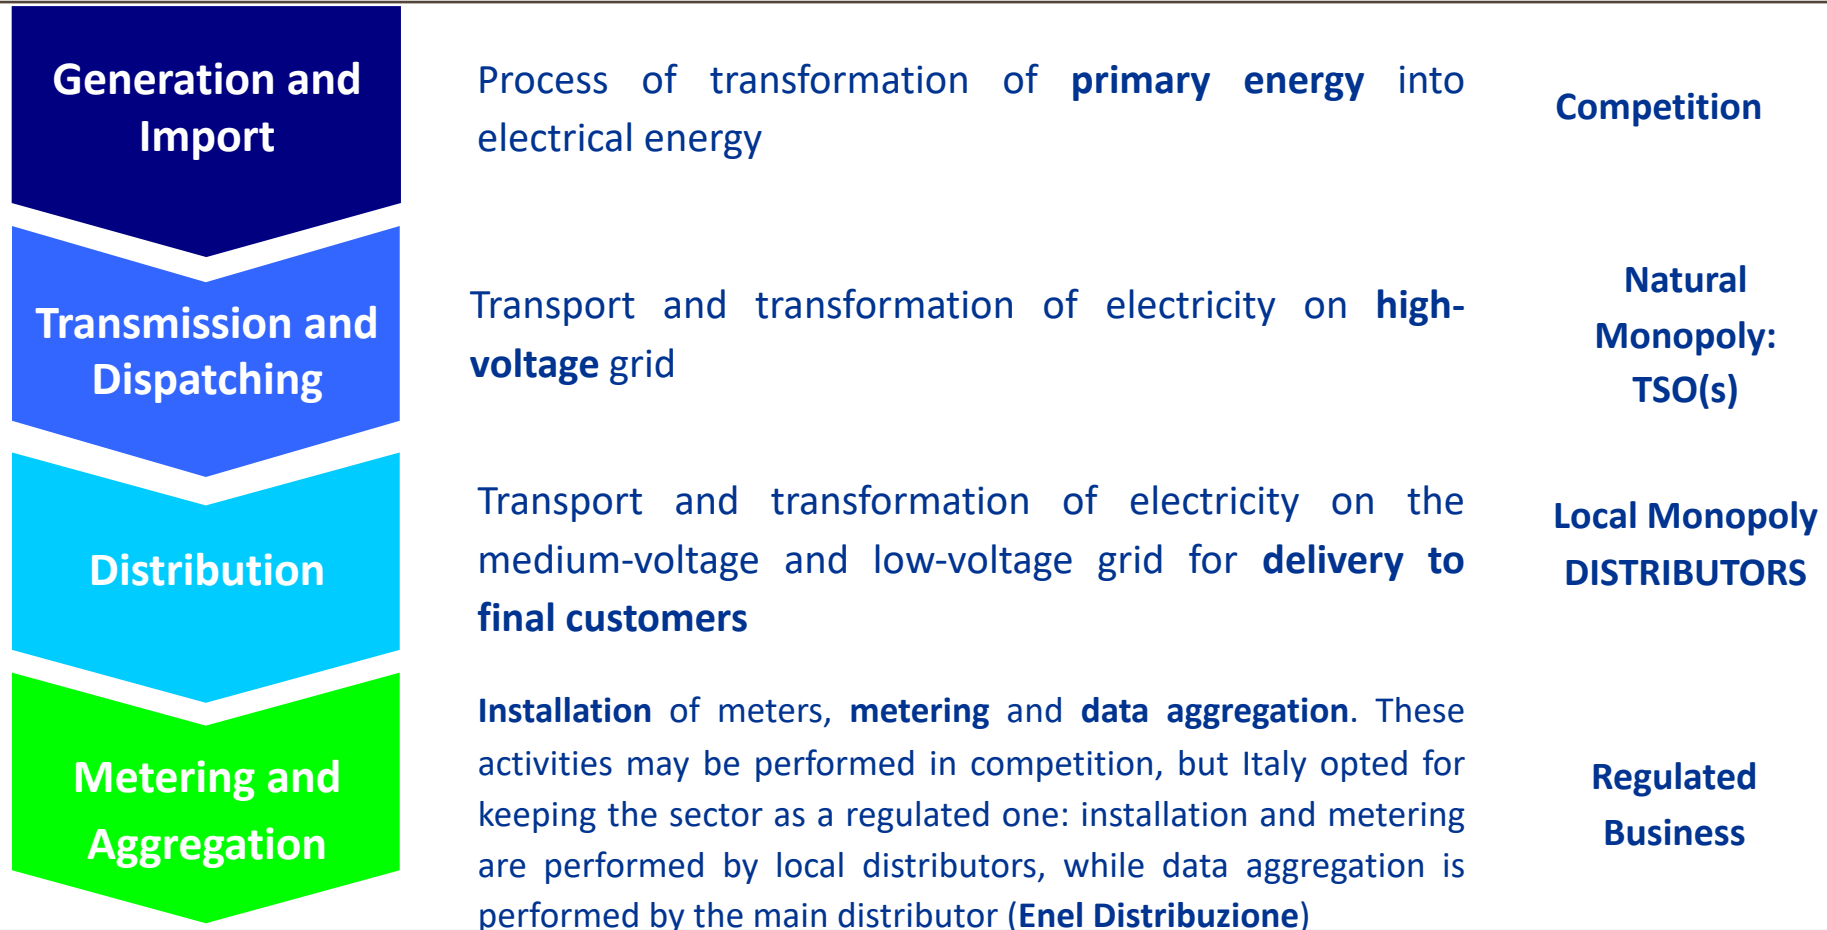 Generation and
Import
Process of transformation of primary energy into
electrical energy
Competition
Transmission and
Dispatching
Transport and transformation of electricity on high-
voltage grid
Natural
Monopoly:
TSO(s)
Distribution
Transport and transformation of electricity on the
medium-voltage and low-voltage grid for delivery to
final customers
Local Monopoly
DISTRIBUTORS
Metering and
Aggregation
Installation of meters, metering and data aggregation. These
activities may be performed in competition, but Italy opted for
keeping the sector as a regulated one: installation and metering
are performed by local distributors, while data aggregation is
performed by the main distributor (Enel Distribuzione)
Regulated
Business